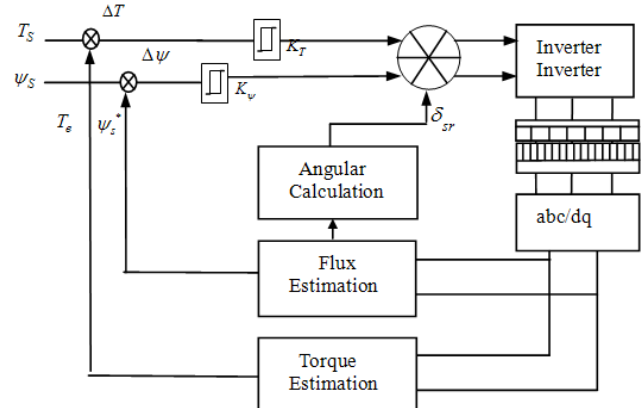 T_S
ΔT
K_T
Δψ
ψ_S
K_ψ
T_e
ψ_s^*
δ_sr
Inverter
Inverter
Angular
Calculation
abc/dq
Flux
Estimation
Torque
Estimation